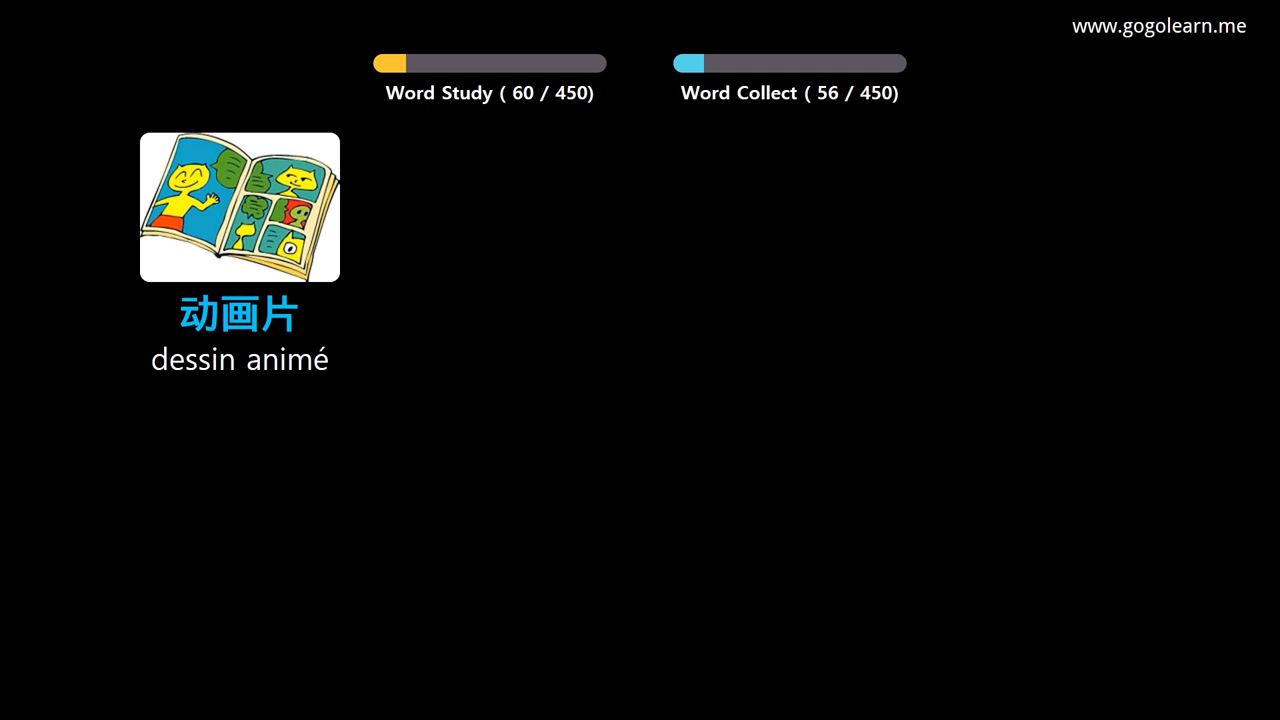 www.gogolearn.me
Word Study ( 60 / 450)
Word Collect ( 56 / 450)
动画片
dessin animé